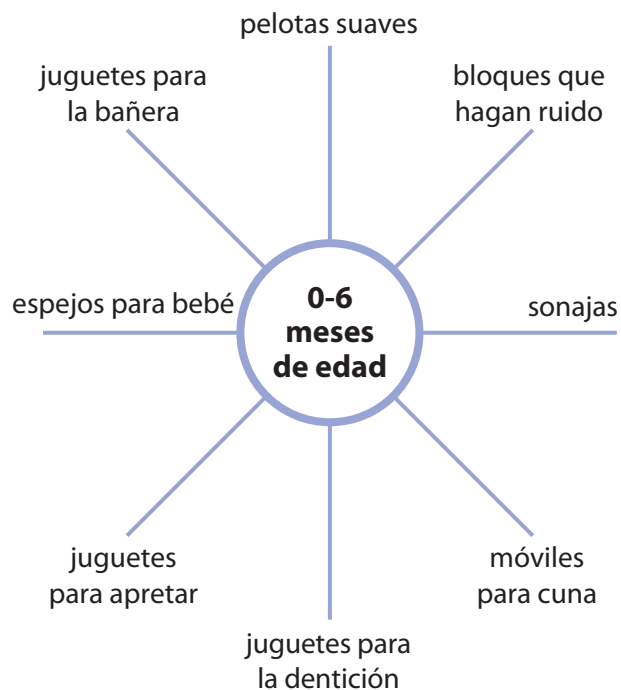 pelotas suaves
juguetes para
la bañera
bloques que
hagan ruido
espejos para bebé
0-6
meses
de edad
sonajas
juguetes
para apretar
móviles
para cuna
juguetes para
la dentición